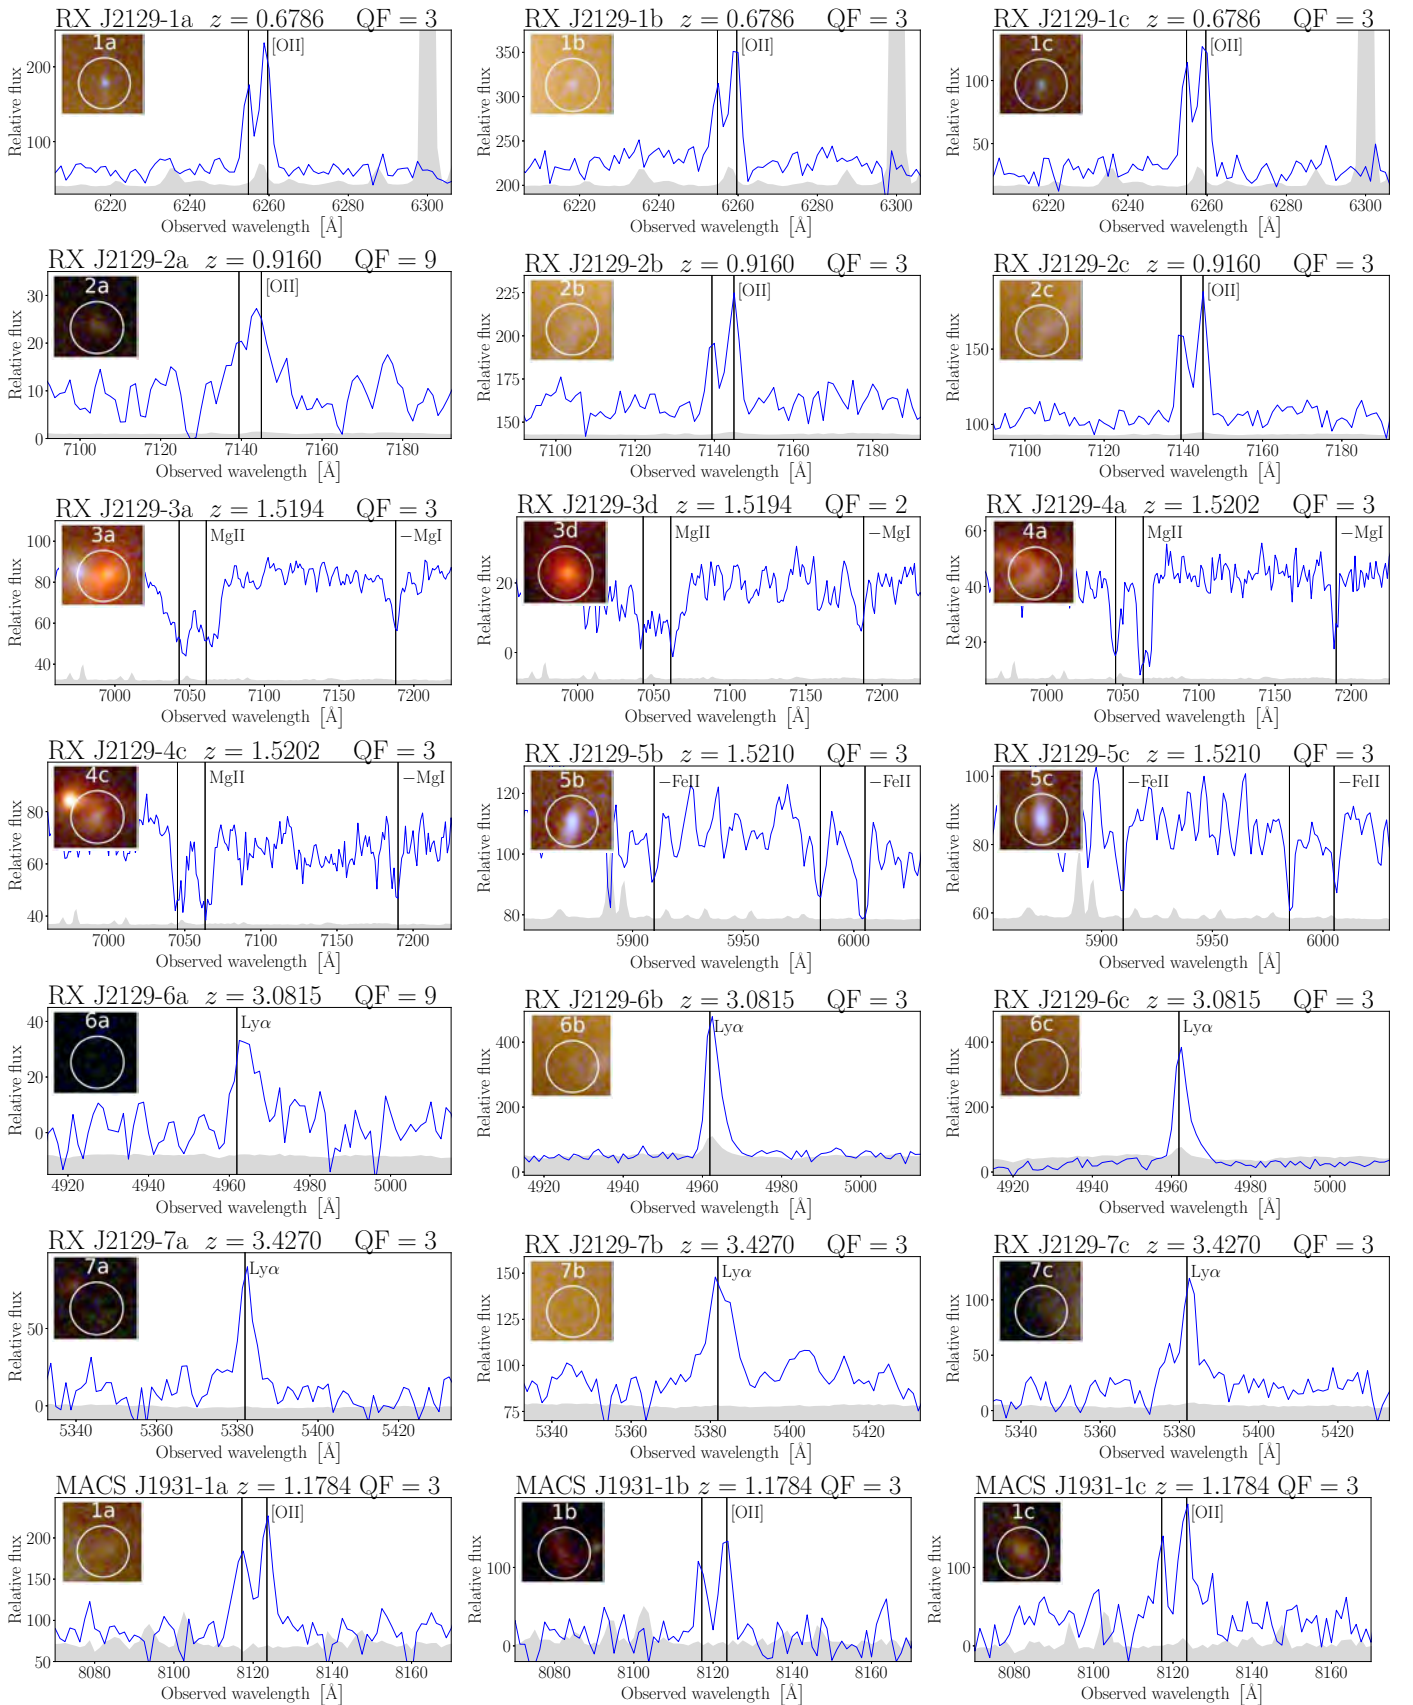 RX J2129-1a z = 0.6786 QF = 3
1a
[OII]
200
100
Relative flux
6220 6240 6260 6280 6300
Observed wavelength [Å]
RX J2129-1b z = 0.6786 QF = 3
1b
[OII]
350
300
250
200
Relative flux
6220 6240 6260 6280 6300
Observed wavelength [Å]
RX J2129-1c z = 0.6786 QF = 3
1c
[OII]
100
50
Relative flux
6220 6240 6260 6280 6300
Observed wavelength [Å]
RX J2129-2a z = 0.9160 QF = 9
2a
[OII]
30
20
10
0
Relative flux
7100 7120 7140 7160 7180
Observed wavelength [Å]
RX J2129-2b z = 0.9160 QF = 3
2b
[OII]
225
200
175
150
Relative flux
7100 7120 7140 7160 7180
Observed wavelength [Å]
RX J2129-2c z = 0.9160 QF = 3
2c
[OII]
150
100
Relative flux
7100 7120 7140 7160 7180
Observed wavelength [Å]
RX J2129-3a z = 1.5194 QF = 3
3a
MgII
−MgI
100
80
60
40
Relative flux
7000 7050 7100 7150 7200
Observed wavelength [Å]
RX J2129-3d z = 1.5194 QF = 2
3d
MgII
−MgI
20
0
Relative flux
7000 7050 7100 7150 7200
Observed wavelength [Å]
RX J2129-4a z = 1.5202 QF = 3
4a
MgII
−MgI
60
40
20
Relative flux
7000 7050 7100 7150 7200
Observed wavelength [Å]
RX J2129-4c z = 1.5202 QF = 3
4c
MgII
−MgI
80
60
40
Relative flux
7000 7050 7100 7150 7200
Observed wavelength [Å]
RX J2129-5b z = 1.5210 QF = 3
5b
−FeII
−FeII
120
100
80
Relative flux
5900 5950 6000
Observed wavelength [Å]
RX J2129-5c z = 1.5210 QF = 3
5c
−FeII
−FeII
100
80
60
Relative flux
5900 5950 6000
Observed wavelength [Å]
RX J2129-6a z = 3.0815 QF = 9
6a
Lyα
40
20
0
Relative flux
4920 4940 4960 4980 5000
Observed wavelength [Å]
RX J2129-6b z = 3.0815 QF = 3
6b
Lyα
400
200
0
Relative flux
4920 4940 4960 4980 5000
Observed wavelength [Å]
RX J2129-6c z = 3.0815 QF = 3
6c
Lyα
400
200
0
Relative flux
4920 4940 4960 4980 5000
Observed wavelength [Å]
RX J2129-7a z = 3.4270 QF = 3
7a
Lyα
50
0
Relative flux
5340 5360 5380 5400 5420
Observed wavelength [Å]
RX J2129-7b z = 3.4270 QF = 3
7b
Lyα
150
125
100
75
Relative flux
5340 5360 5380 5400 5420
Observed wavelength [Å]
RX J2129-7c z = 3.4270 QF = 3
7c
Lyα
100
50
0
Relative flux
5340 5360 5380 5400 5420
Observed wavelength [Å]
MACS J1931-1a z = 1.1784 QF = 3
1a
[OII]
200
150
100
50
Relative flux
8080 8100 8120 8140 8160
Observed wavelength [Å]
MACS J1931-1b z = 1.1784 QF = 3
1b
[OII]
100
0
Relative flux
8080 8100 8120 8140 8160
Observed wavelength [Å]
MACS J1931-1c z = 1.1784 QF = 3
1c
[OII]
100
0
Relative flux
8080 8100 8120 8140 8160
Observed wavelength [Å]